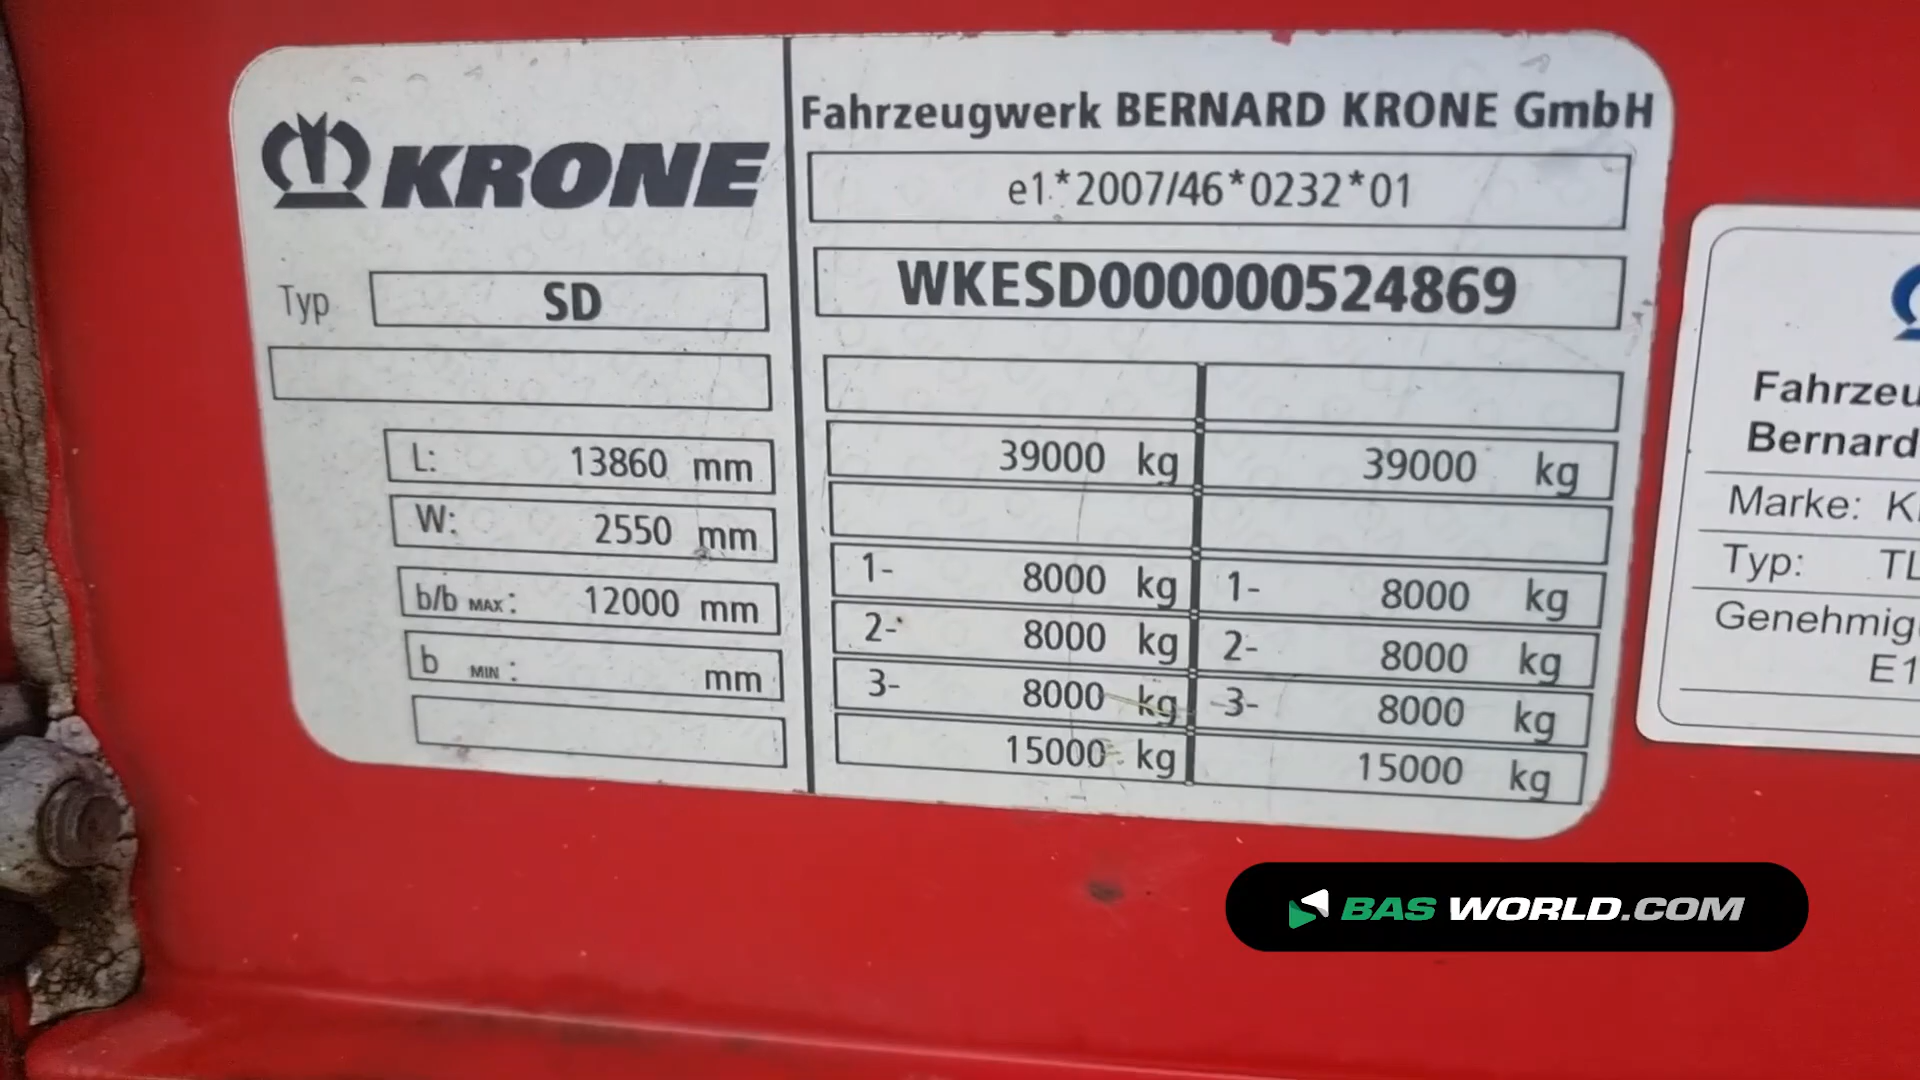 KRONE
Typ SD
L: 13860 mm
W: 2550 mm
b/b MAX: 12000 mm
b MIN: mm
Fahrzeugwerk BERNARD KRONE GmbH
e1*2007/46*0232*01
WKESD000000524869
39000 kg 39000 kg
1- 8000 kg 1- 8000 kg
2- 8000 kg 2- 8000 kg
3- 8000 kg 3- 8000 kg
15000 kg 15000 kg
Fahrzeu
Bernard
Marke: K
Typ: TL
Genehmig
E1
BAS WORLD.COM